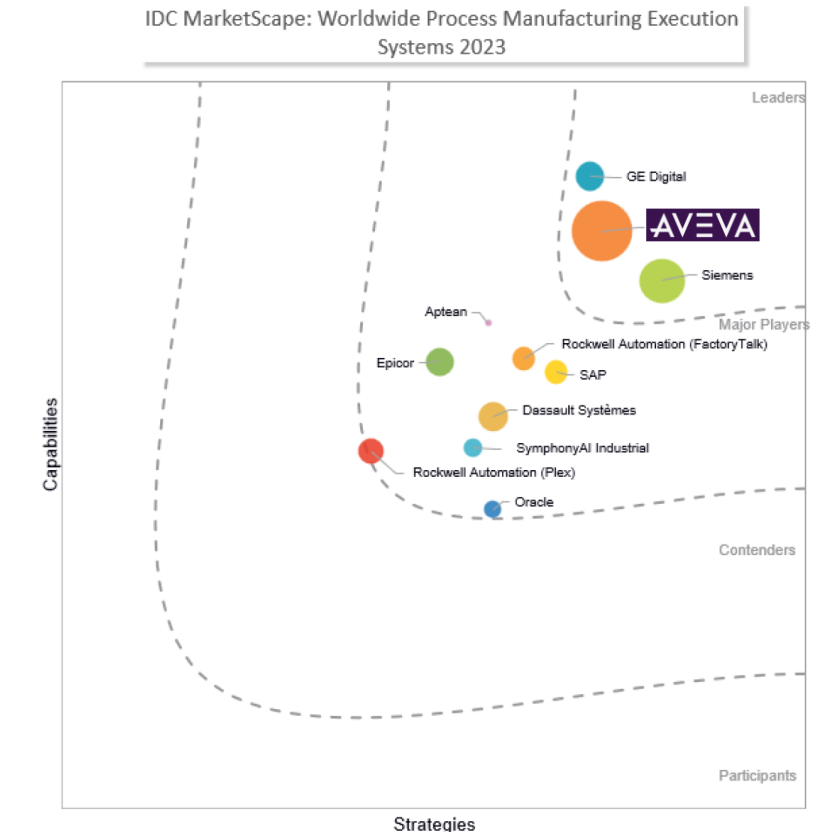 IDC MarketScape: Worldwide Process Manufacturing Execution
Systems 2023
Leaders
GE Digital
AVEVA
Siemens
Aptean
Major Players
Rockwell Automation (FactoryTalk)
Epicor
SAP
Dassault Systèmes
SymphonyAI Industrial
Rockwell Automation (Plex)
Oracle
Capabilities
Contenders
Participants
Strategies